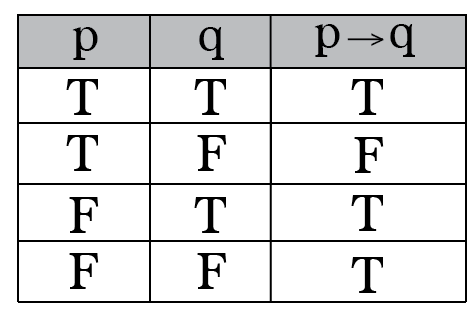 p q p→q
T T T
T F F
F T T
F F T